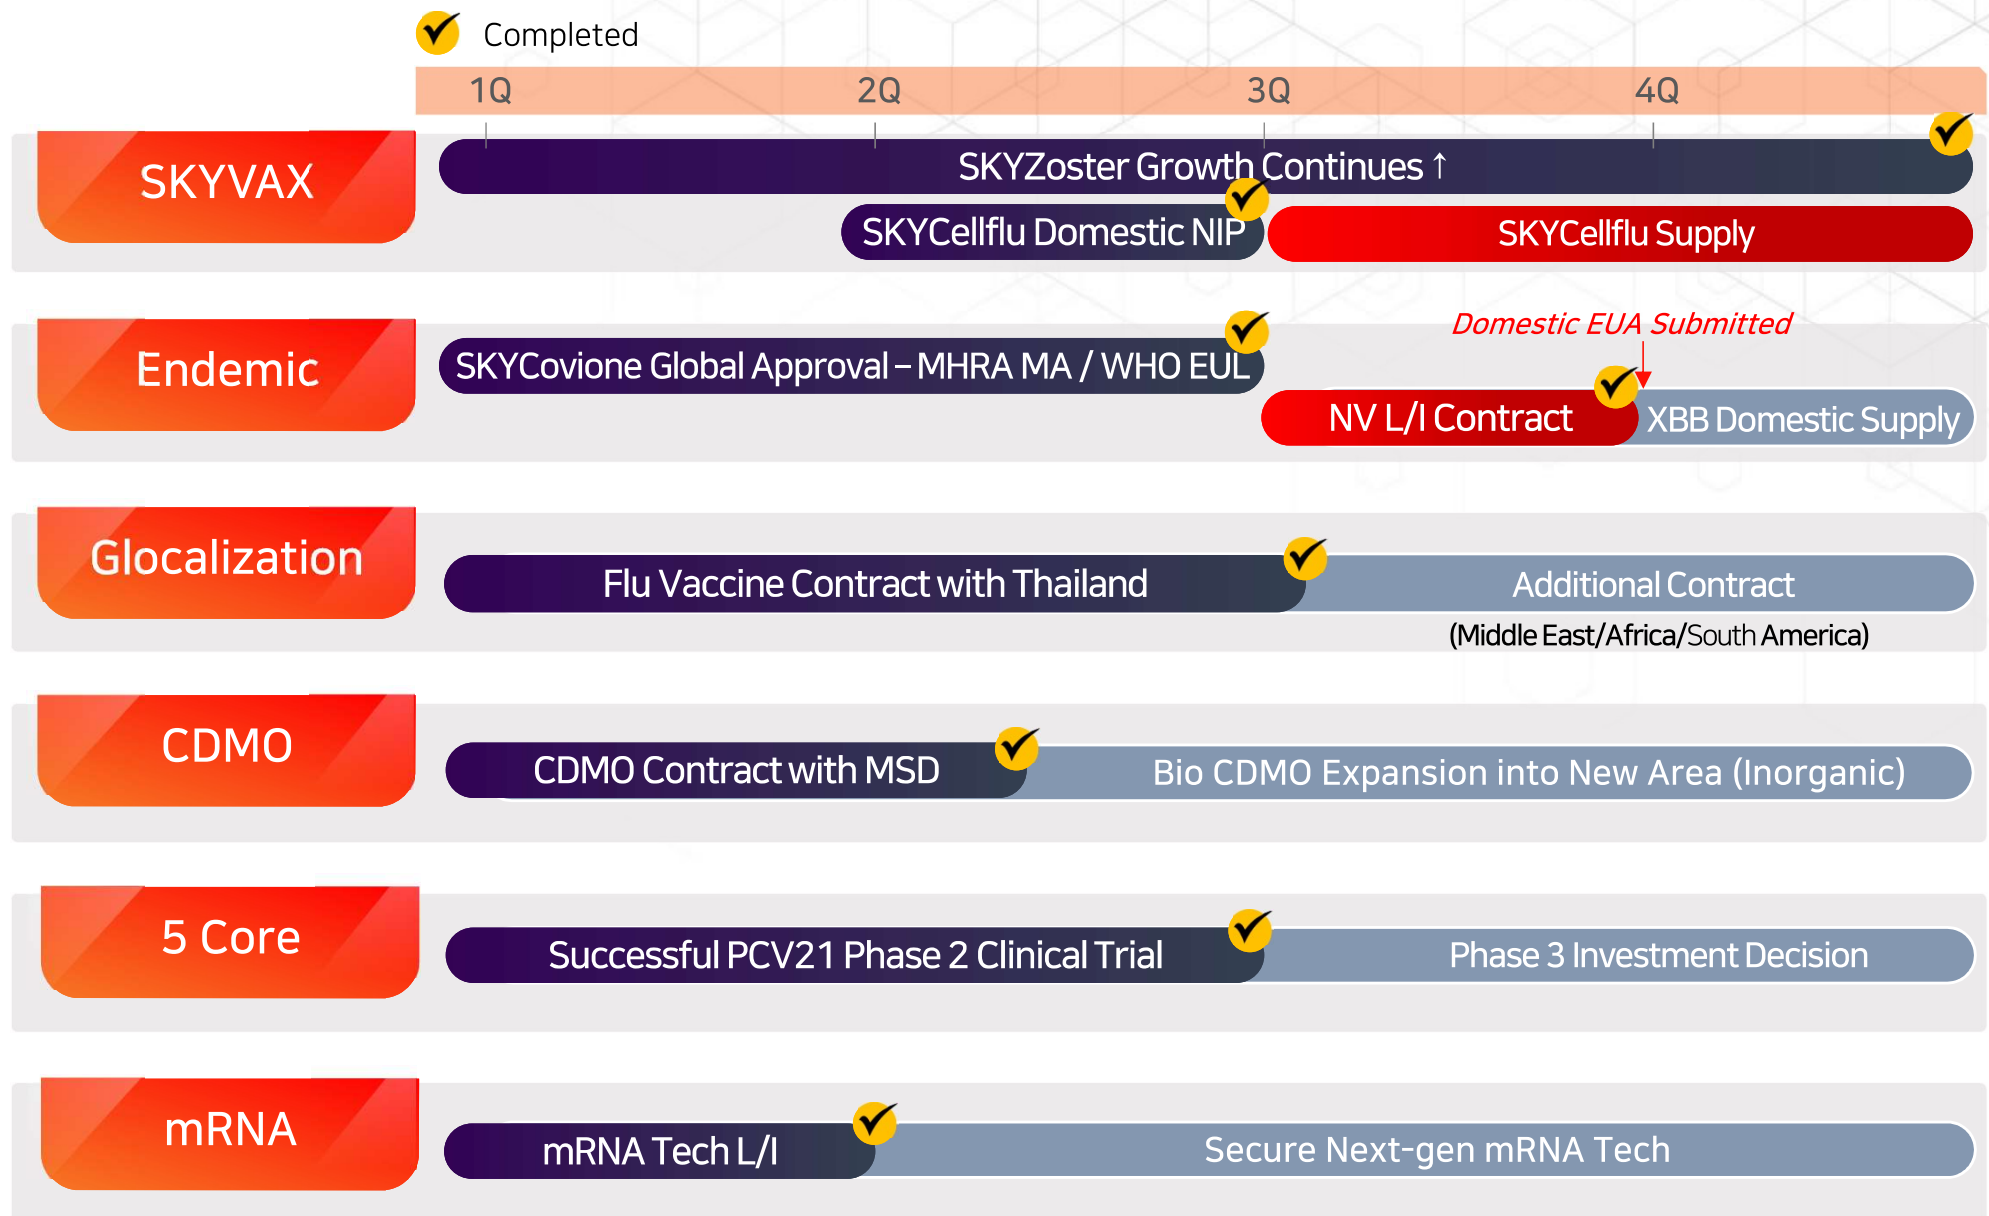 Completed
1Q 2Q 3Q 4Q
SKYVAX
SKYZoster Growth Continues ↑
SKYCellflu Domestic NIP
SKYCellflu Supply
Endemic
Domestic EUA Submitted
SKYCovione Global Approval – MHRA MA / WHO EUL
NV L/I Contract
XBB Domestic Supply
Glocalization
Flu Vaccine Contract with Thailand
Additional Contract
(Middle East/Africa/South America)
CDMO
CDMO Contract with MSD
Bio CDMO Expansion into New Area (Inorganic)
5 Core
Successful PCV21 Phase 2 Clinical Trial
Phase 3 Investment Decision
mRNA
mRNA Tech L/I
Secure Next-gen mRNA Tech